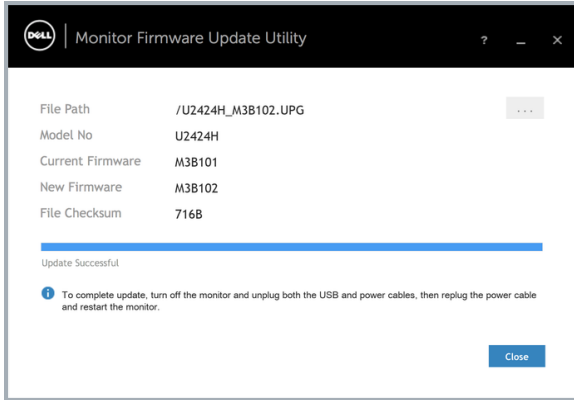 DELL
Monitor Firmware Update Utility
? _ ×
File Path /U2424H_M3B102.UPG ...
Model No U2424H
Current Firmware M3B101
New Firmware M3B102
File Checksum 716B
Update Successful
i To complete update, turn off the monitor and unplug both the USB and power cables, then replug the power cable
and restart the monitor.
Close